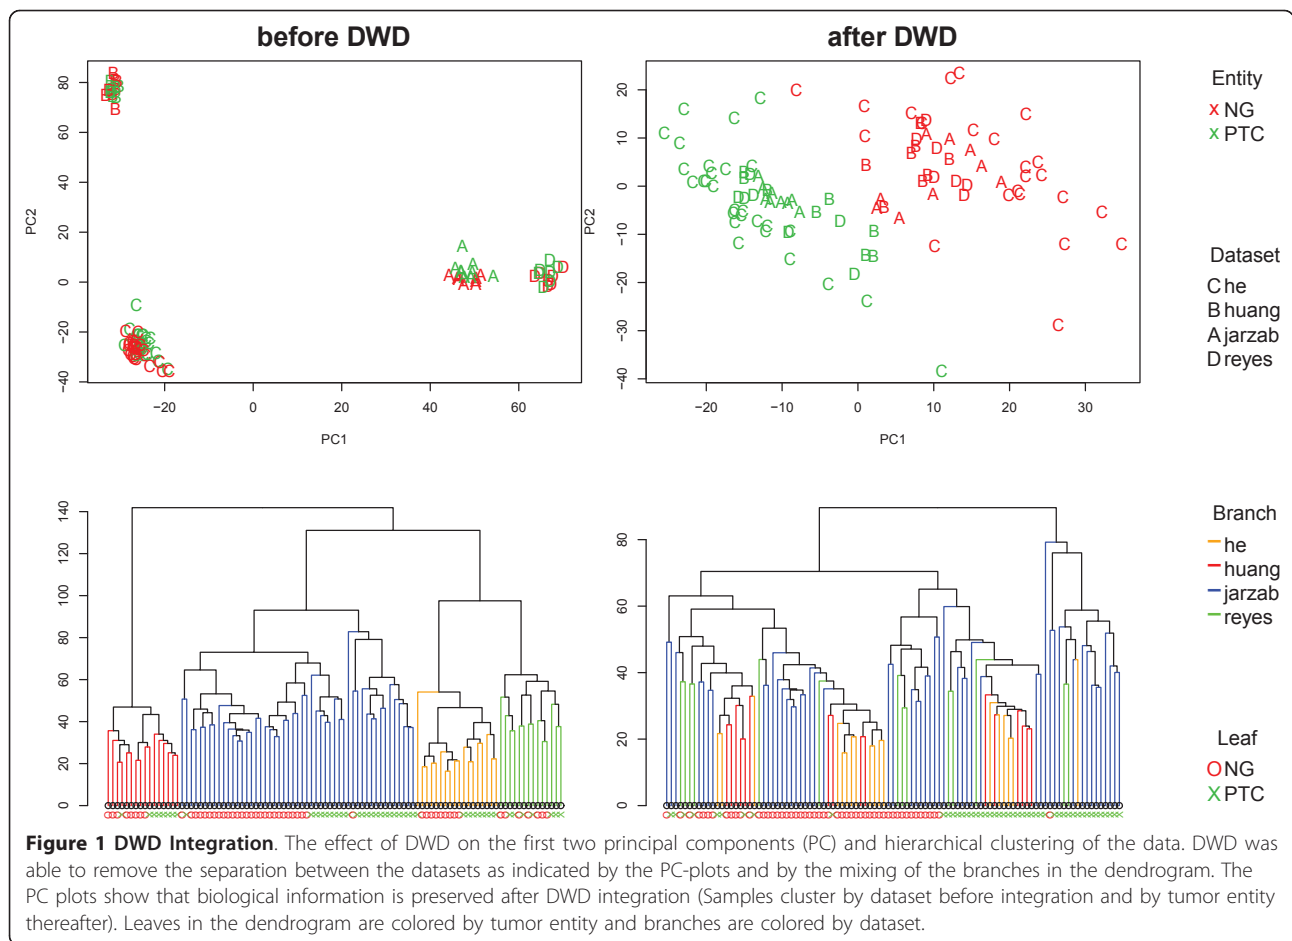 before DWD
after DWD
80
60
40
20
0
−20
−40
PC2
−20
0
20
40
60
PC1
20
10
0
−10
−20
−30
−40
PC2
−20
−10
0
10
20
30
PC1
Entity
x NG
x PTC
Dataset
C he
B huang
A jarzab
D reyes
140
120
100
80
60
40
20
0
80
60
40
20
0
Branch
he
huang
jarzab
reyes
Leaf
O NG
X PTC
Figure 1 DWD Integration. The effect of DWD on the first two principal components (PC) and hierarchical clustering of the data. DWD was
able to remove the separation between the datasets as indicated by the PC-plots and by the mixing of the branches in the dendrogram. The
PC plots show that biological information is preserved after DWD integration (Samples cluster by dataset before integration and by tumor entity
thereafter). Leaves in the dendrogram are colored by tumor entity and branches are colored by dataset.